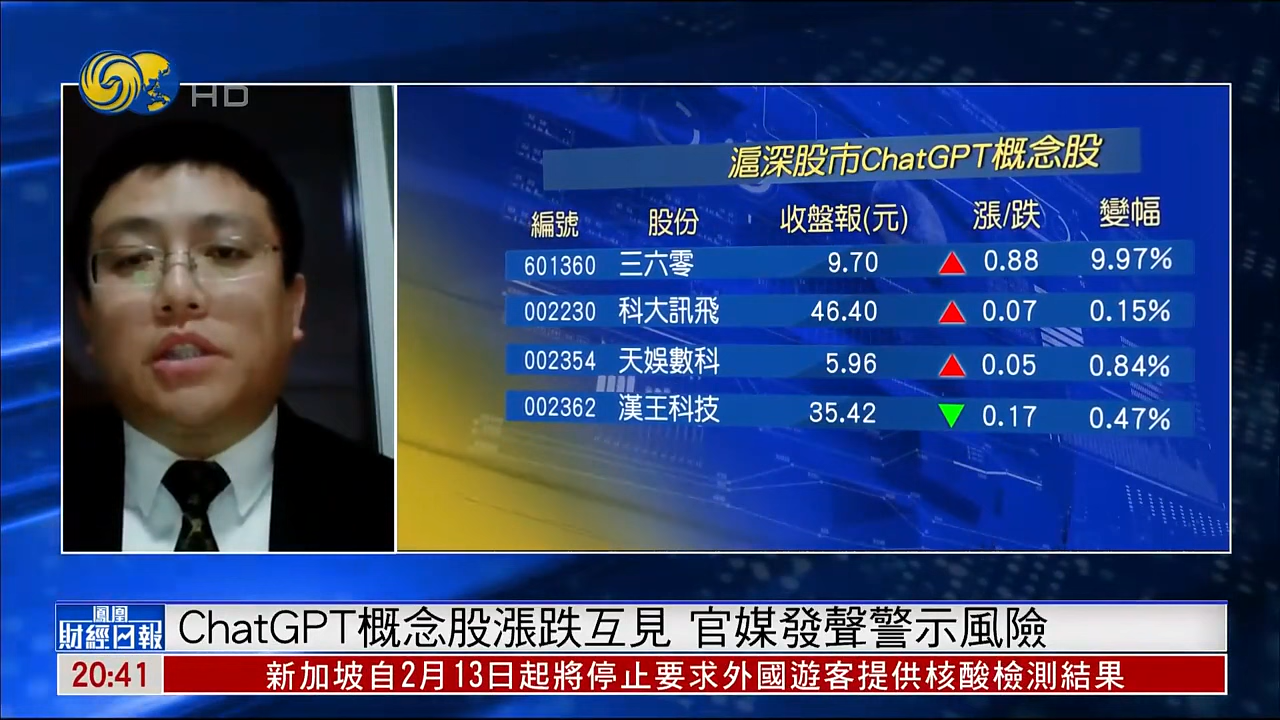 HD
滬深股市ChatGPT概念股
編號 股份 收盤報(元) 漲/跌 變幅
601360 三六零 9.70 ▲ 0.88 9.97%
002230 科大訊飛 46.40 ▲ 0.07 0.15%
002354 天娛數科 5.96 ▲ 0.05 0.84%
002362 漢王科技 35.42 ▼ 0.17 0.47%
鳳凰
財經日報
ChatGPT概念股漲跌互見 官媒發聲警示風險
20:41 新加坡自2月13日起將停止要求外國遊客提供核酸檢測結果